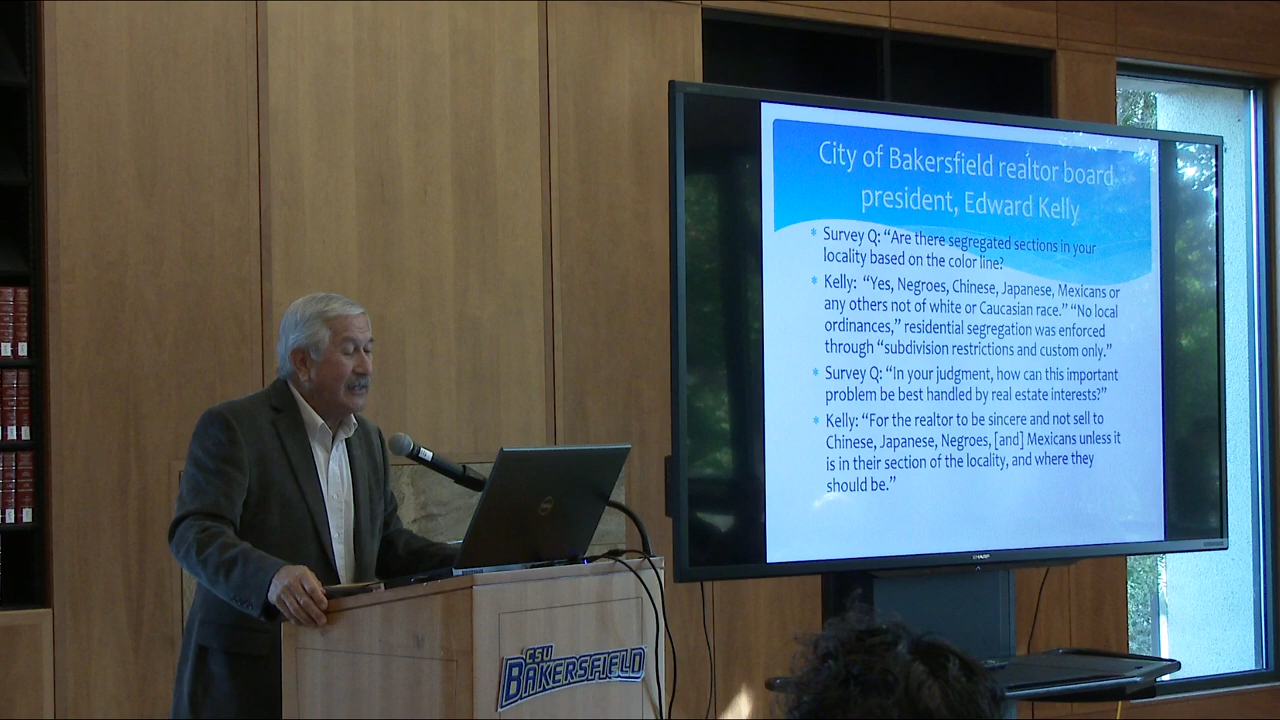 City of Bakersfield realtor board
president, Edward Kelly
* Survey Q: “Are there segregated sections in your
locality based on the color line?
* Kelly: “Yes, Negroes, Chinese, Japanese, Mexicans or
any others not of white or Caucasian race.” “No local
ordinances,” residential segregation was enforced
through “subdivision restrictions and custom only.”
* Survey Q: “In your judgment, how can this important
problem be best handled by real estate interests?”
* Kelly: “For the realtor to be sincere and not sell to
Chinese, Japanese, Negroes, [and] Mexicans unless it
is in their section of the locality, and where they
should be.”
SHARP
DELL
CSU
BAKERSFIELD